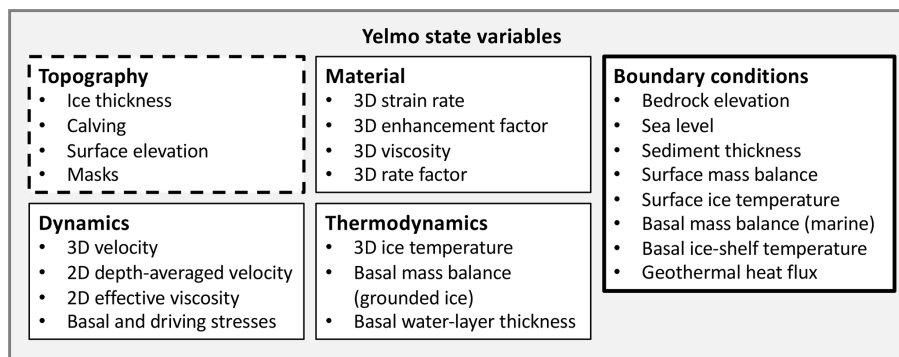 Yelmo state variables
Topography
• Ice thickness
• Calving
• Surface elevation
• Masks
Material
• 3D strain rate
• 3D enhancement factor
• 3D viscosity
• 3D rate factor
Boundary conditions
• Bedrock elevation
• Sea level
• Sediment thickness
• Surface mass balance
• Surface ice temperature
• Basal mass balance (marine)
• Basal ice-shelf temperature
• Geothermal heat flux
Dynamics
• 3D velocity
• 2D depth-averaged velocity
• 2D effective viscosity
• Basal and driving stresses
Thermodynamics
• 3D ice temperature
• Basal mass balance
(grounded ice)
• Basal water-layer thickness